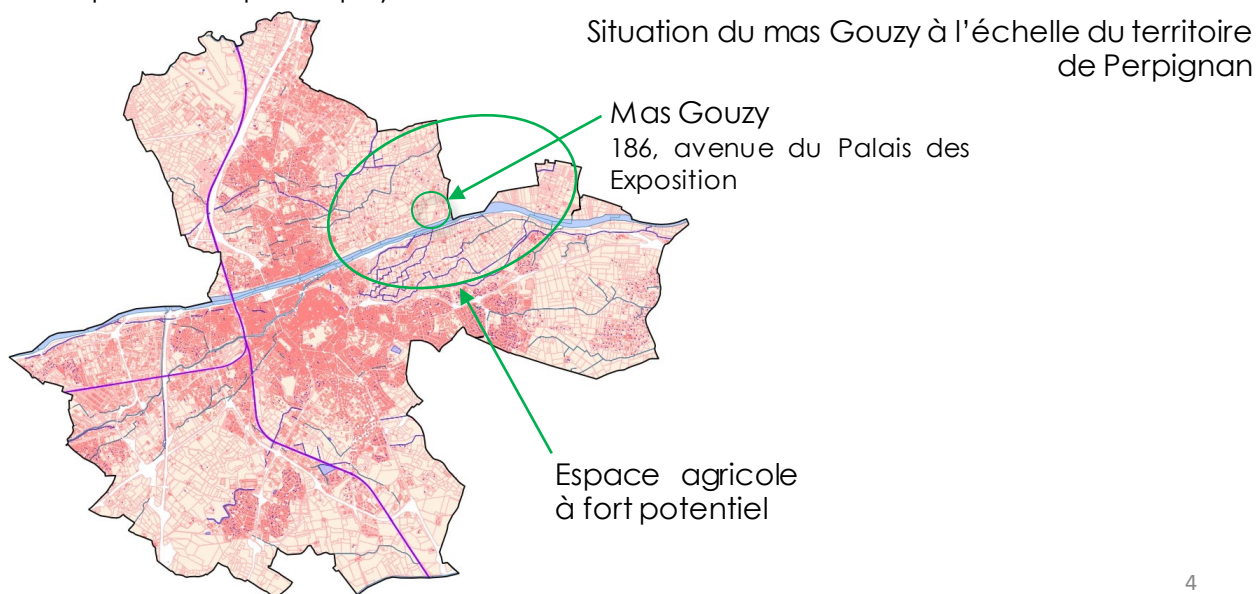 Situation du mas Gouzy à l'échelle du territoire
de Perpignan
Mas Gouzy
186, avenue du Palais des
Exposition
Espace agricole
à fort potentiel
4